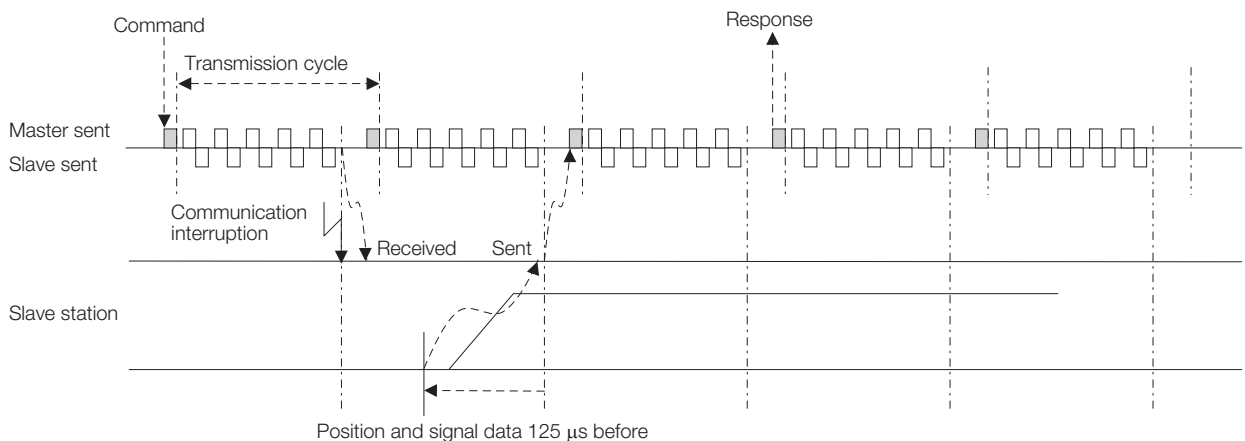 Command
Response
Transmission cycle
Master sent
Slave sent
Communication
interruption
Received
Sent
Slave station
Position and signal data 125 μs before